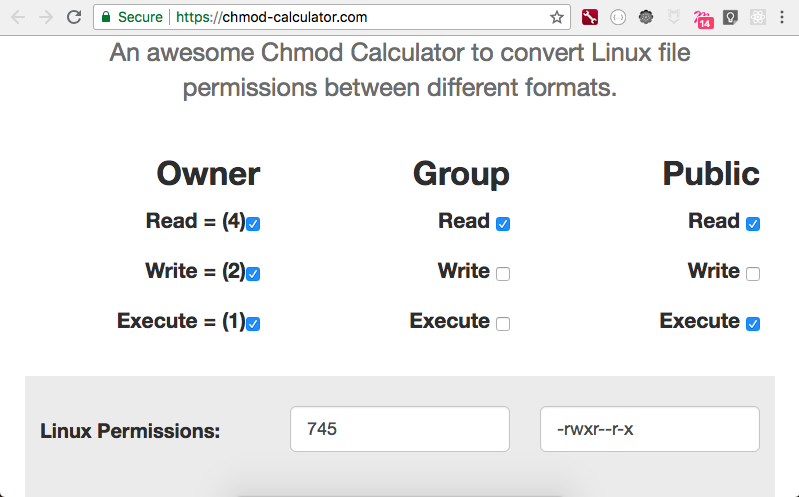 Secure https://chmod-calculator.com
14
An awesome Chmod Calculator to convert Linux file
permissions between different formats.
Owner Group Public
Read = (4) Read Read
Write = (2) Write Write
Execute = (1) Execute Execute
Linux Permissions: 745 -rwxr--r-x